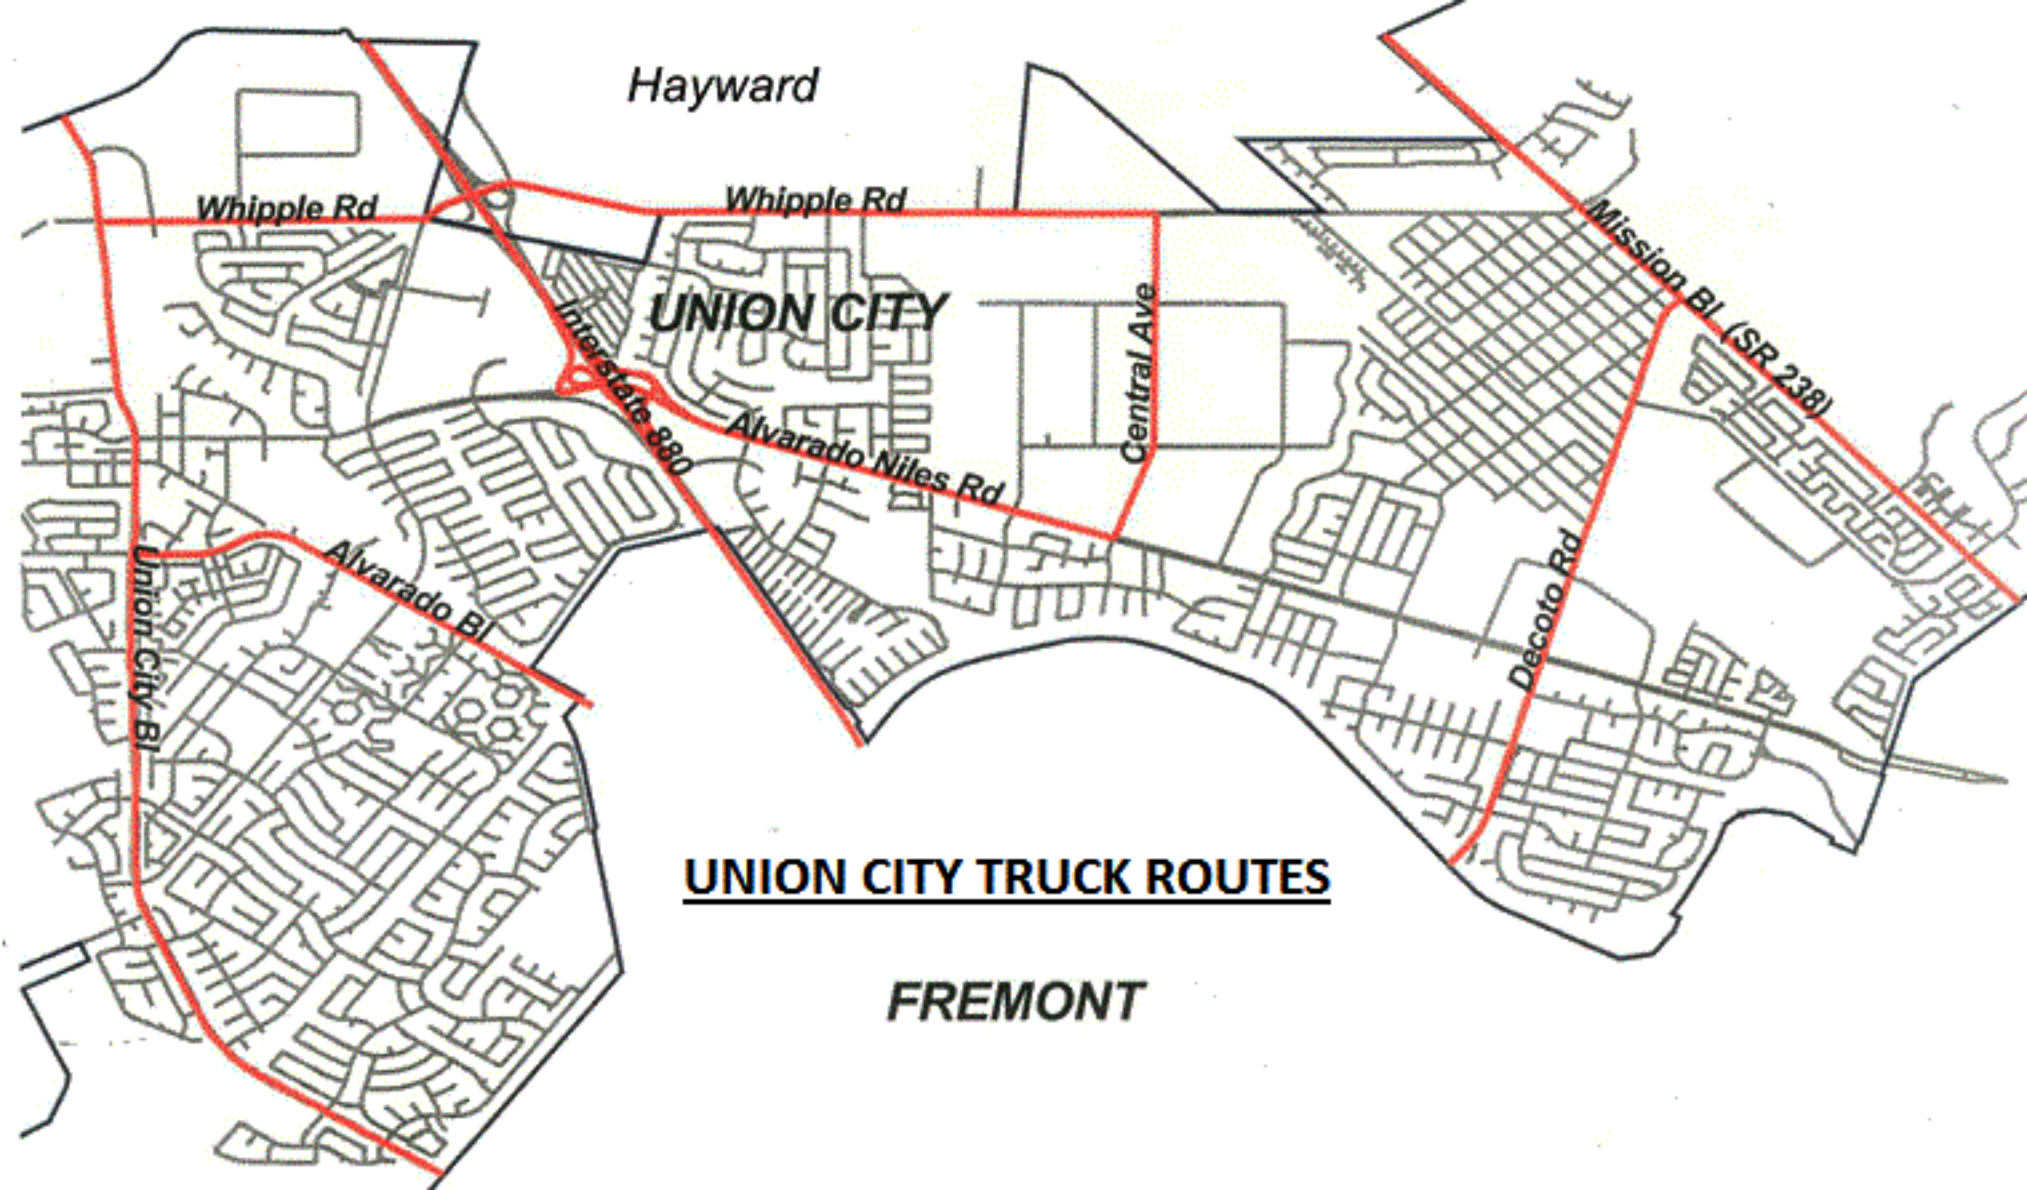 Hayward
Whipple Rd
Whipple Rd
Mission Bl (SR 238)
UNION CITY
Interstate 880
Central Ave
Alvarado Niles Rd
Alvarado Bl
Union City Bl
Decoto Rd
UNION CITY TRUCK ROUTES
FREMONT